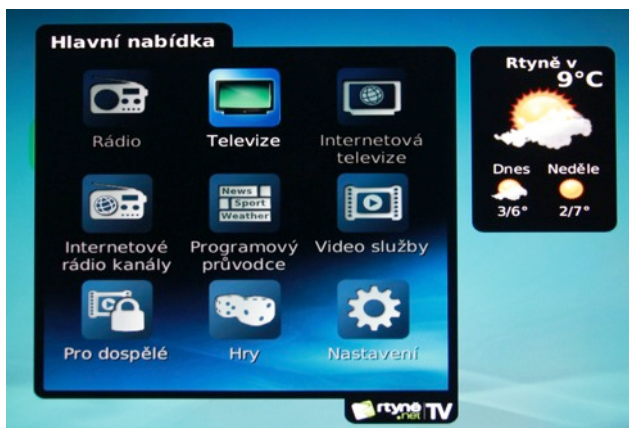 Hlavní nabídka
Rádio
Televize
Internetová
televize
Internetové
rádio kanály
News
Sport
Weather
Programový
průvodce
Video služby
Pro dospělé
Hry
Nastavení
rtyně
.net
TV
Rtyně v
9°C
Dnes
Neděle
3/6°
2/7°